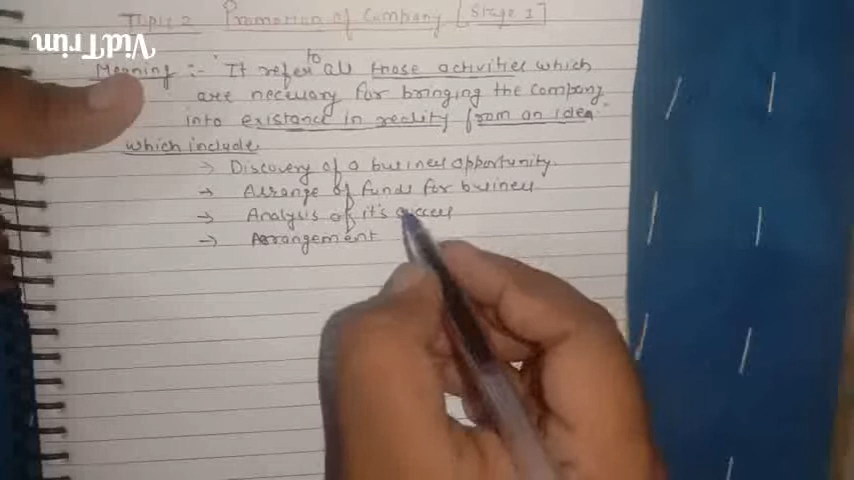 Topic 2 Promotion of Company [Stage 1]
VidTrim
Meaning :- "It refer to all those activities which
are necessary for bringing the company
into existance in reality from an idea"
which include
→ Discovery of a business opportunity.
→ Arrange of funds for business
→ Analysis of it's success
→ Arrangement